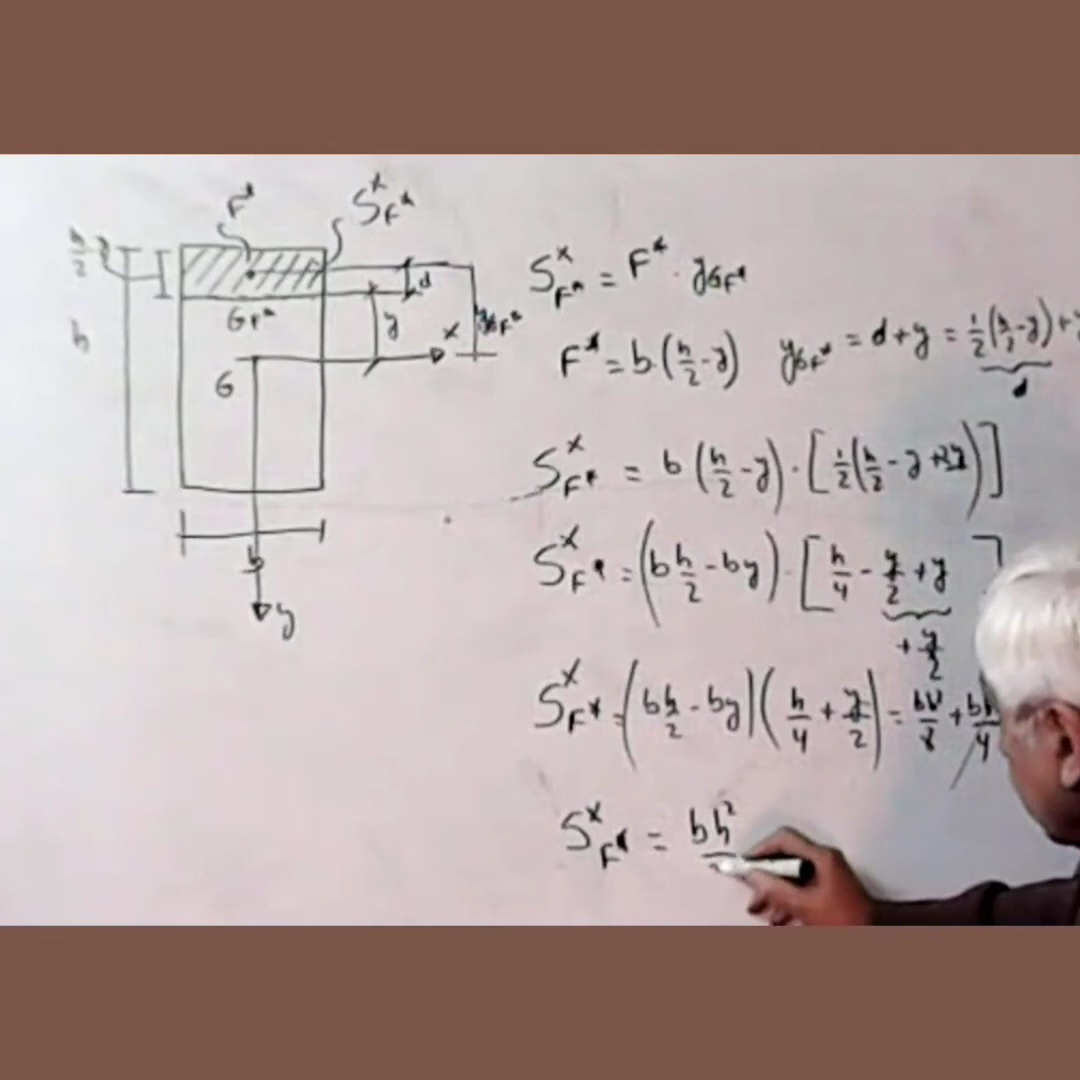 F*
S^x_{F*}
h/2 - y
h
G_{F*}
d
y
x
y_{GF*}
G
b
y
S^x_{F*} = F* · y_{GF*}
F* = b·(h/2 - y)   y_{GF*} = d + y = 1/2(h/2 - y) + y
d
S^x_{F*} = b(h/2 - y)·[1/2(h/2 - y + 2y)]
S^x_{F*} = (b h/2 - by)·[h/4 - y/2 + y]
+ y/2
S^x_{F*} = (bh/2 - by)(h/4 + y/2) = bh²/8 + bh/4
S^x_{F*} = bh²